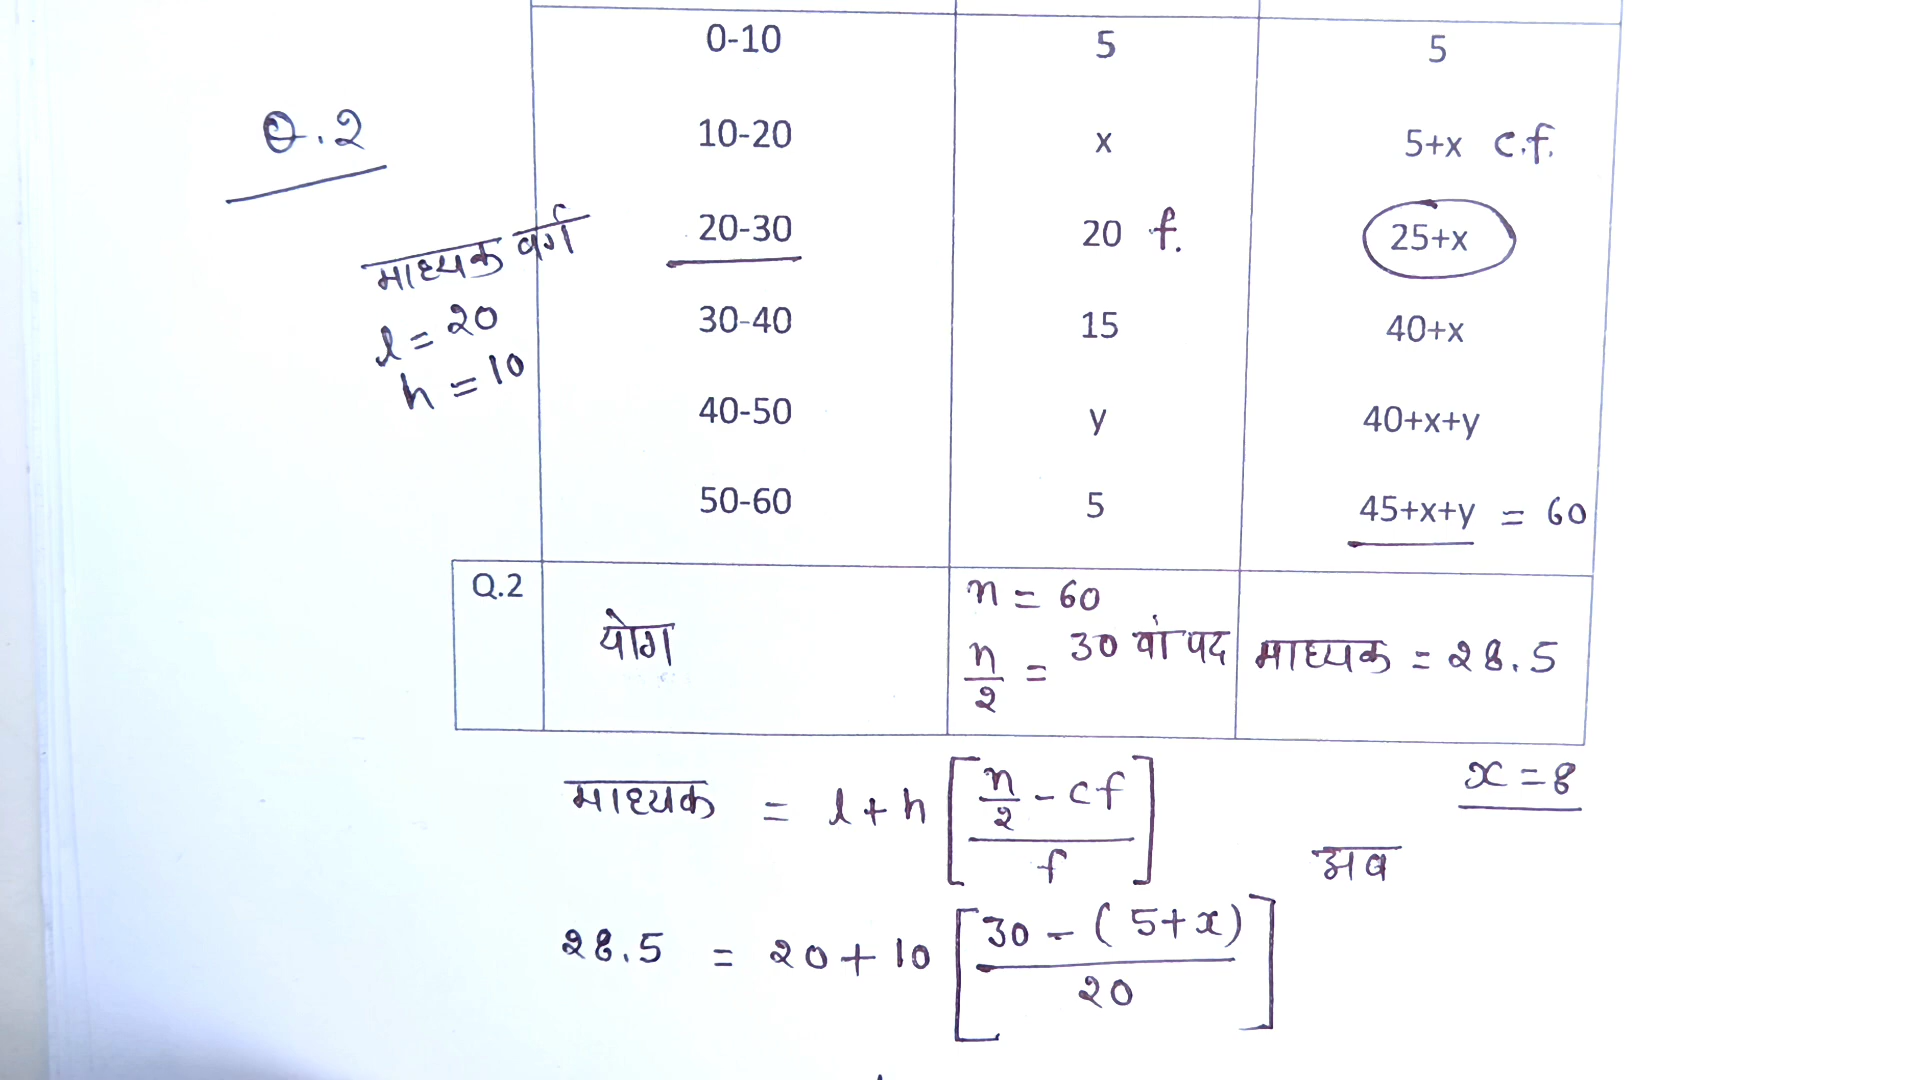 0-10 5 5
Q.2
10-20 x 5+x c.f.
20-30 20 f. 25+x
माध्यक वर्ग
l = 20
h = 10
30-40 15 40+x
40-50 y 40+x+y
50-60 5 45+x+y = 60
Q.2 योग n = 60
n/2 = 30 वां पद माध्यक = 28.5
माध्यक = l + h [ (n/2 - cf) / f ]
x = 8
अब
28.5 = 20 + 10 [ (30 - (5+x)) / 20 ]